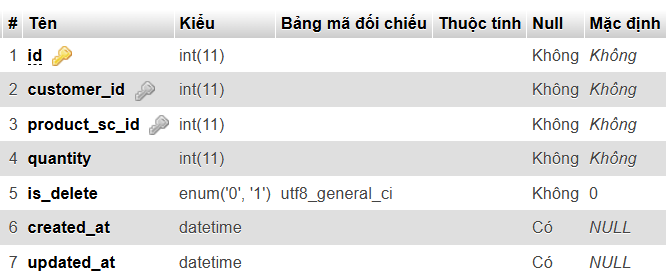 # Tên Kiểu Bảng mã đối chiếu Thuộc tính Null Mặc định
1 id int(11) Không Không
2 customer_id int(11) Không Không
3 product_sc_id int(11) Không Không
4 quantity int(11) Không Không
5 is_delete enum('0', '1') utf8_general_ci Không 0
6 created_at datetime Có NULL
7 updated_at datetime Có NULL